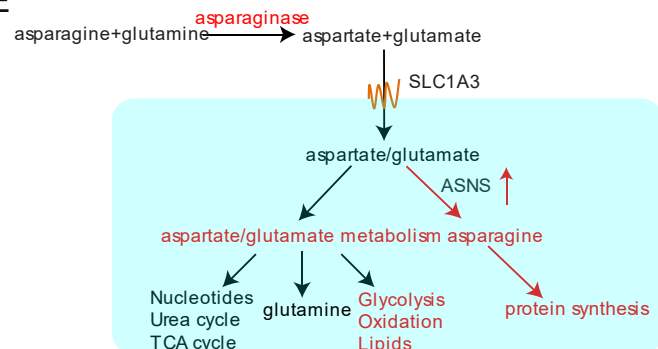 E
asparaginase
asparagine+glutamine
aspartate+glutamate
SLC1A3
aspartate/glutamate
ASNS
aspartate/glutamate metabolism asparagine
Nucleotides
Urea cycle
TCA cycle
glutamine
Glycolysis
Oxidation
Lipids
protein synthesis